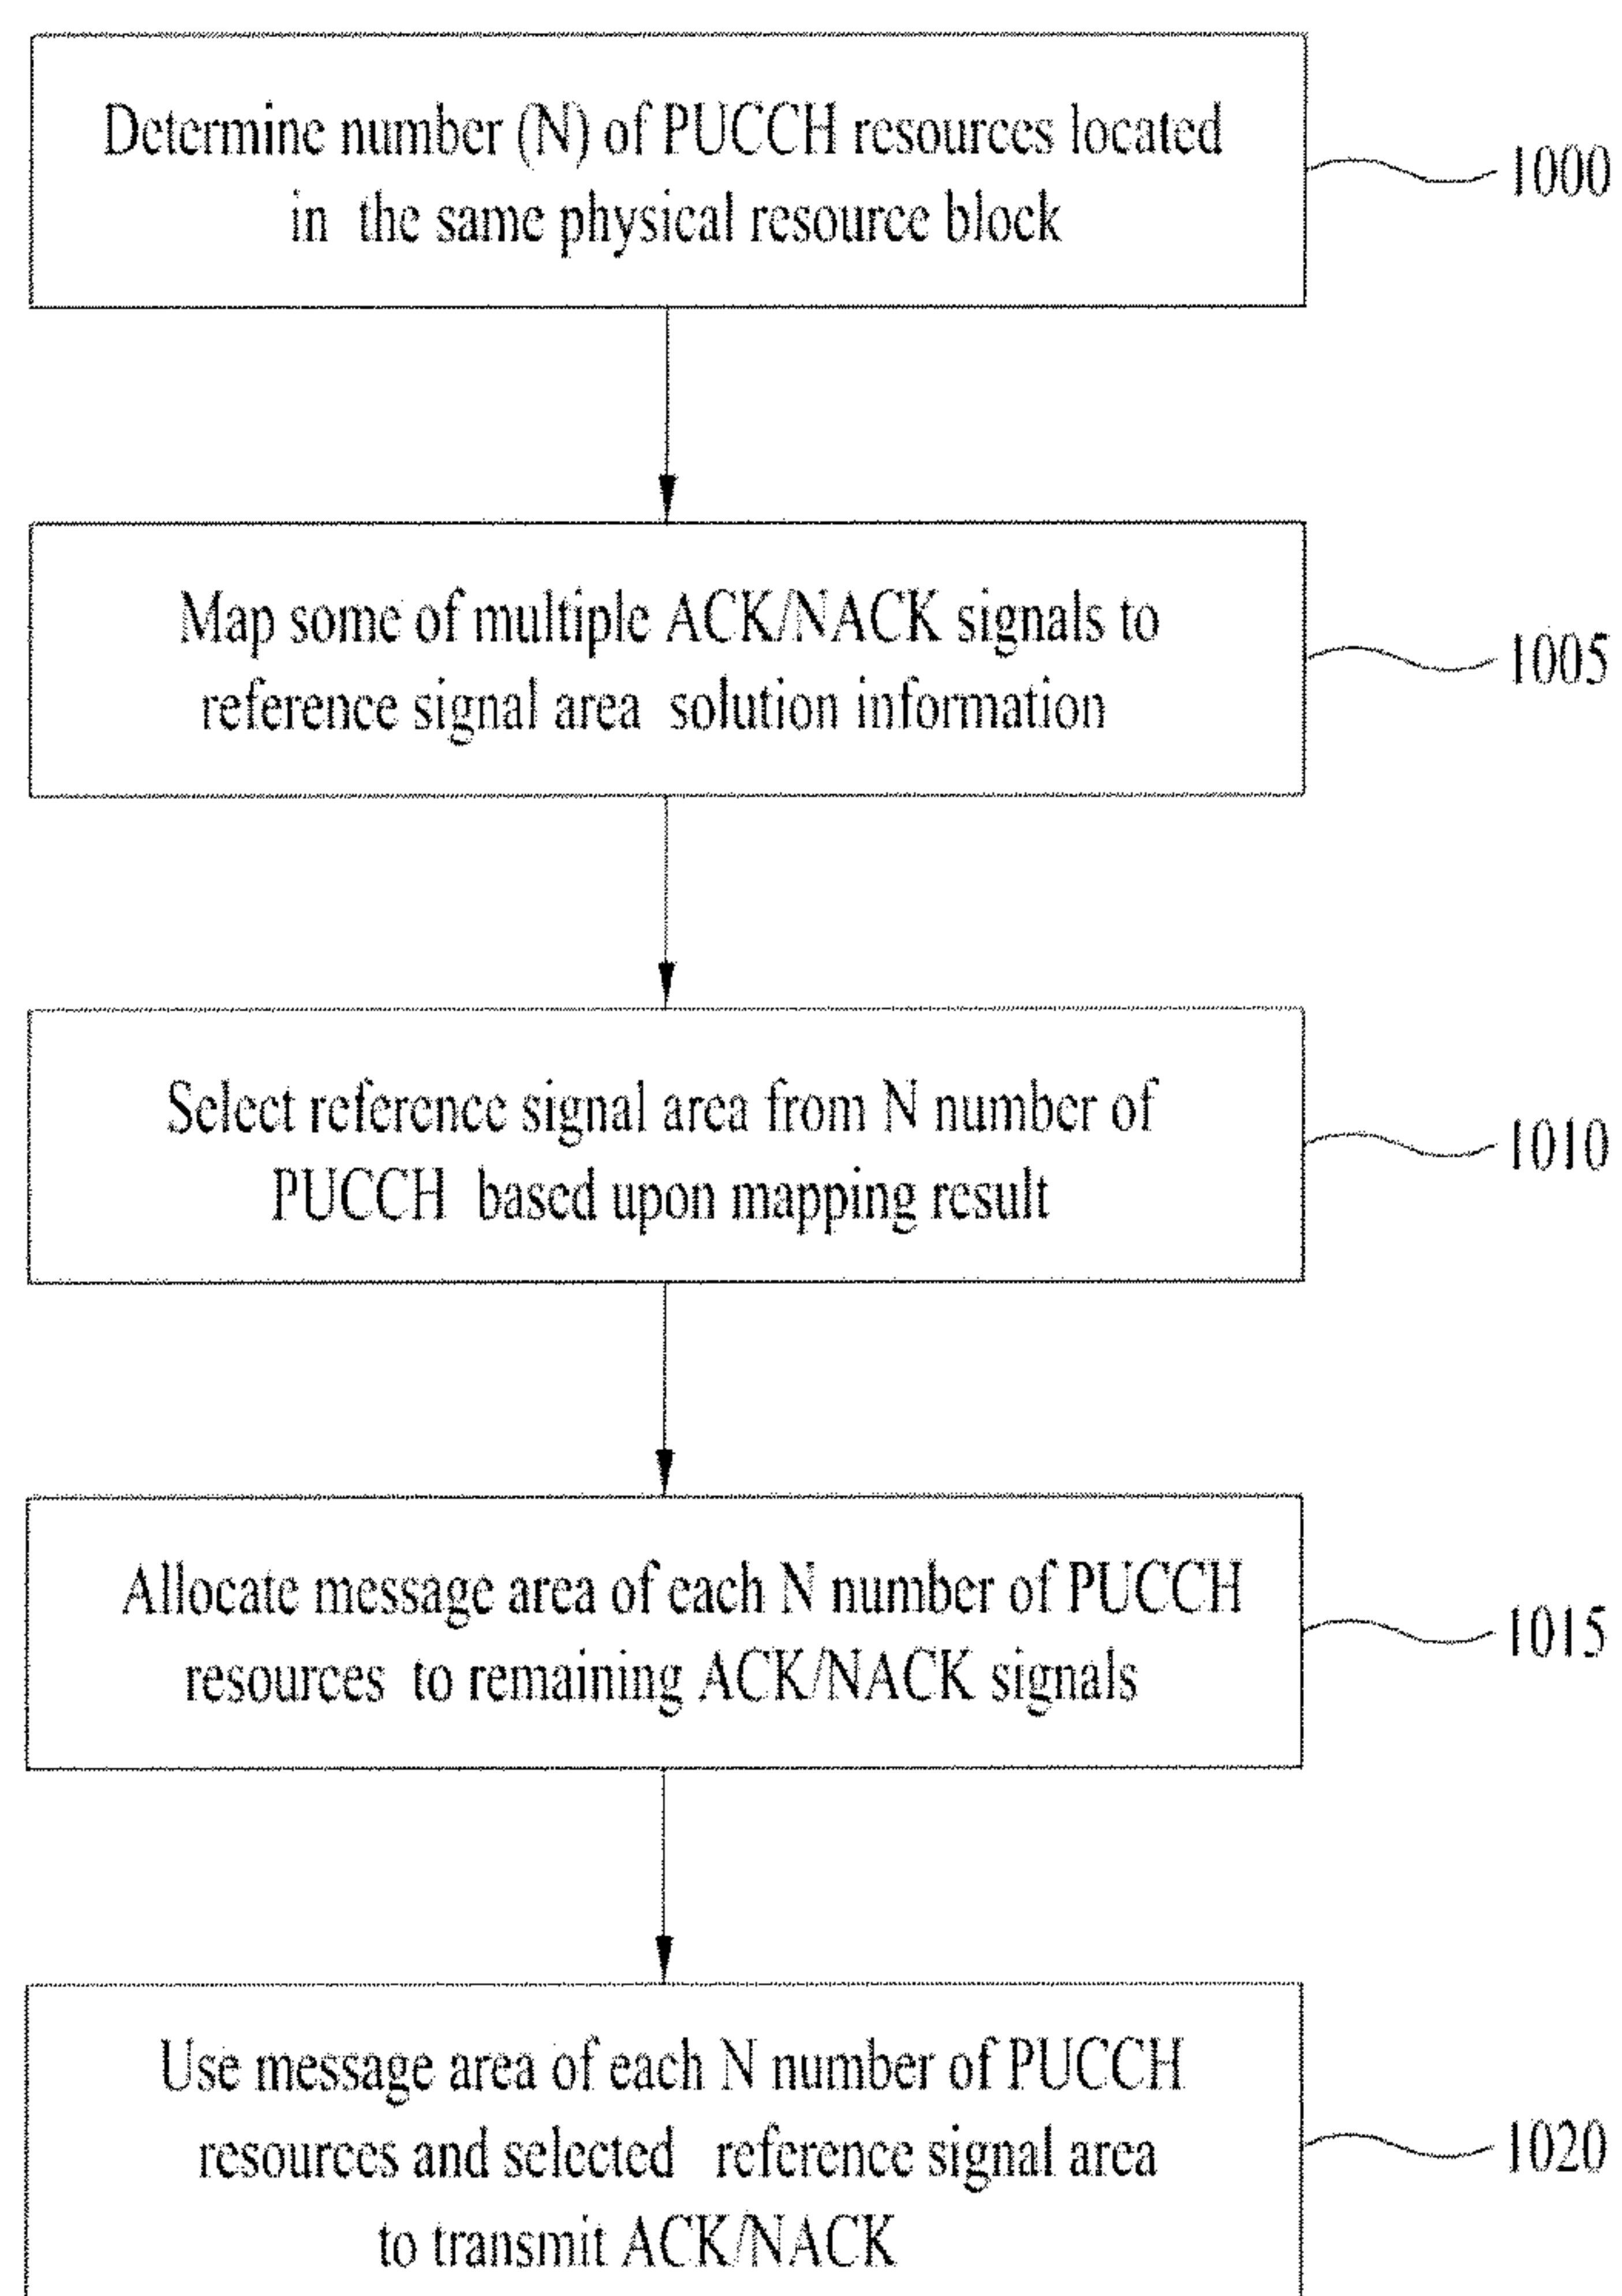 Determine number (N) of PUCCH resources located
in the same physical resource block
1000
Map some of multiple ACK/NACK signals to
reference signal area solution information
1005
Select reference signal area from N number of
PUCCH based upon mapping result
1010
Allocate message area of each N number of PUCCH
resources to remaining ACK/NACK signals
1015
Use message area of each N number of PUCCH
resources and selected reference signal area
to transmit ACK/NACK
1020